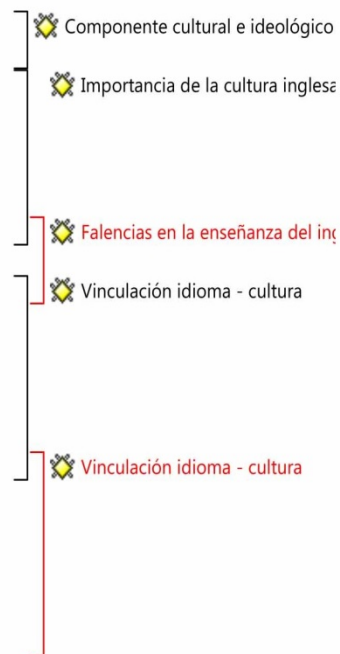 Componente cultural e ideológico
Importancia de la cultura inglesa
Falencias en la enseñanza del
Vinculación idioma - cultura
Vinculación idioma - cultura